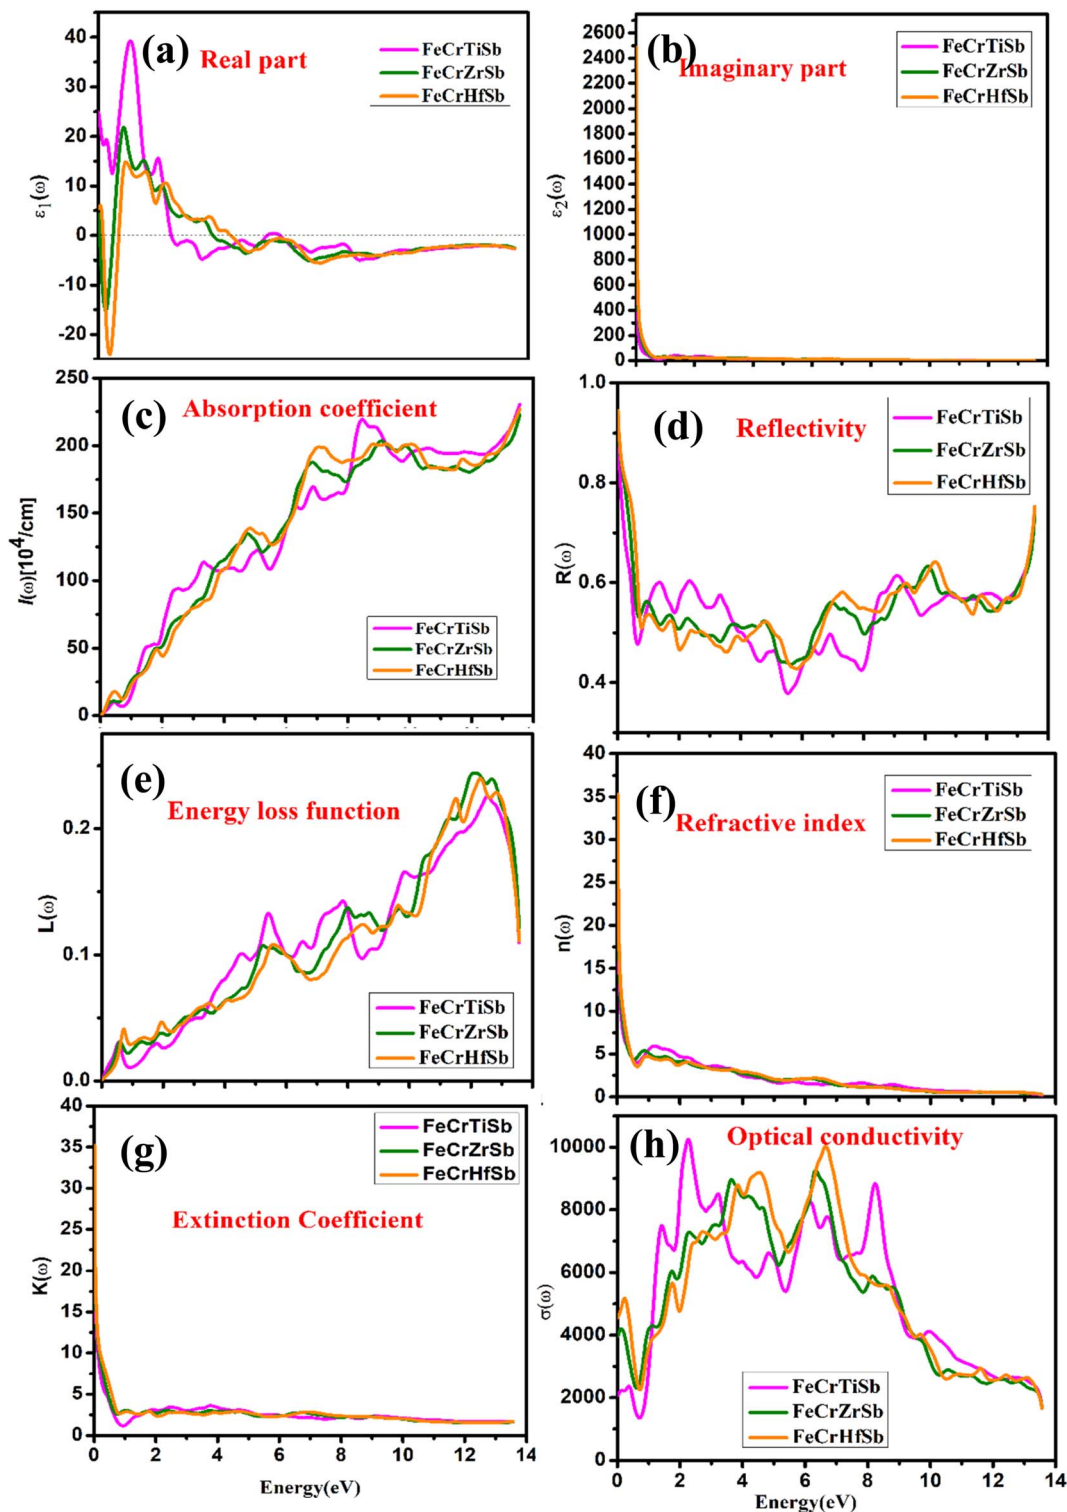 (a)
Real part
FeCrTiSb
FeCrZrSb
FeCrHfSb
40
30
20
10
0
-10
-20
ε1(ω)
(b)
Imaginary part
FeCrTiSb
FeCrZrSb
FeCrHfSb
2600
2400
2200
2000
1800
1600
1400
1200
1000
800
600
400
200
0
ε2(ω)
(c)
Absorption coefficient
250
200
150
100
50
0
I(ω)[10^4/cm]
FeCrTiSb
FeCrZrSb
FeCrHfSb
(d)
Reflectivity
FeCrTiSb
FeCrZrSb
FeCrHfSb
1.0
0.8
0.6
0.4
R(ω)
(e)
Energy loss function
0.2
0.1
0.0
L(ω)
FeCrTiSb
FeCrZrSb
FeCrHfSb
(f)
Refractive index
FeCrTiSb
FeCrZrSb
FeCrHfSb
40
35
30
25
20
15
10
5
0
n(ω)
(g)
Extinction Coefficient
FeCrTiSb
FeCrZrSb
FeCrHfSb
40
35
30
25
20
15
10
5
0
K(ω)
0 2 4 6 8 10 12 14
Energy(eV)
(h)
Optical conductivity
10000
8000
6000
4000
2000
0
σ(ω)
FeCrTiSb
FeCrZrSb
FeCrHfSb
0 2 4 6 8 10 12 14
Energy(eV)